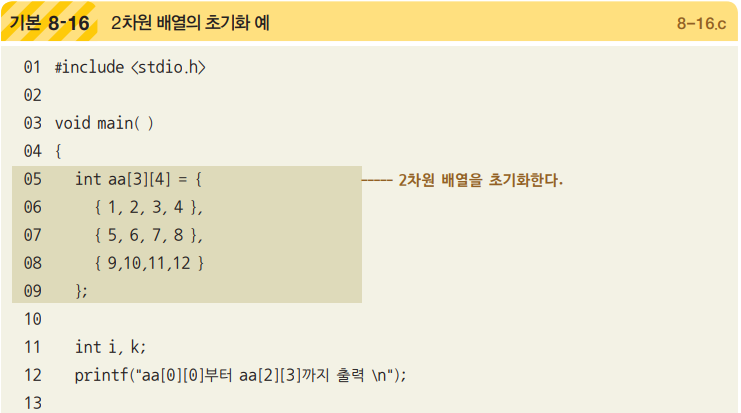 기본 8-16 2차원 배열의 초기화 예 8-16.c
01 #include <stdio.h>
02
03 void main( )
04 {
05 int aa[3][4] = { ----- 2차원 배열을 초기화한다.
06 { 1, 2, 3, 4 },
07 { 5, 6, 7, 8 },
08 { 9,10,11,12 }
09 };
10
11 int i, k;
12 printf("aa[0][0]부터 aa[2][3]까지 출력 \n");
13